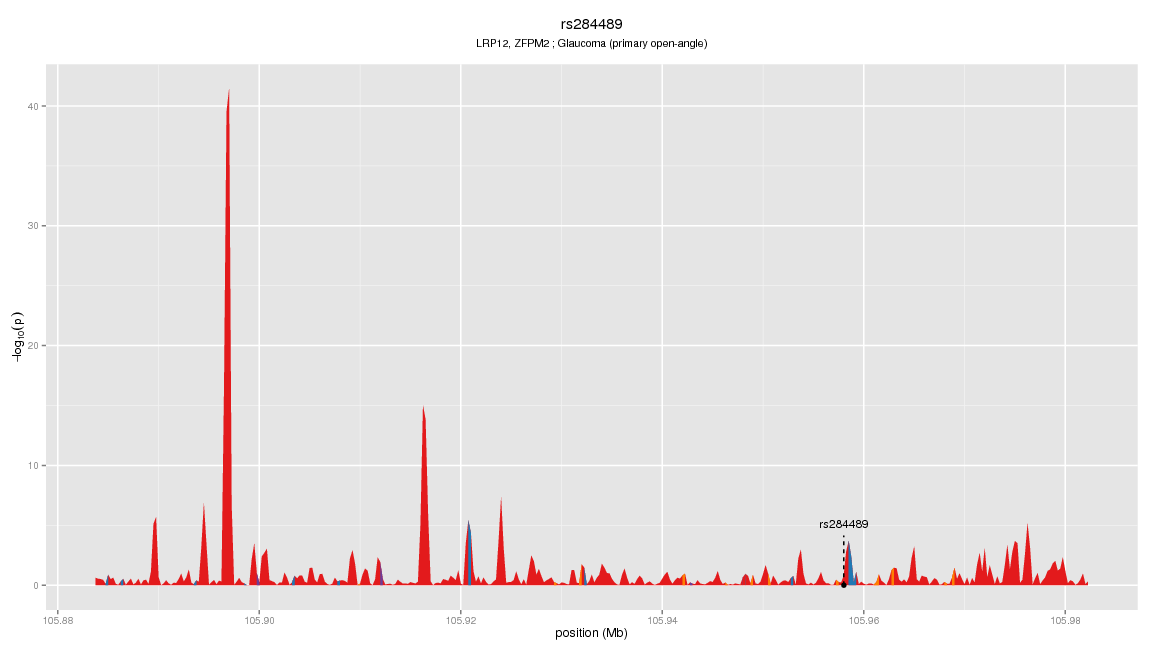 rs284489
LRP12, ZFPM2 ; Glaucoma (primary open-angle)
40
30
20
10
0
−log10(p)
rs284489
105.88 105.90 105.92 105.94 105.96 105.98
position (Mb)